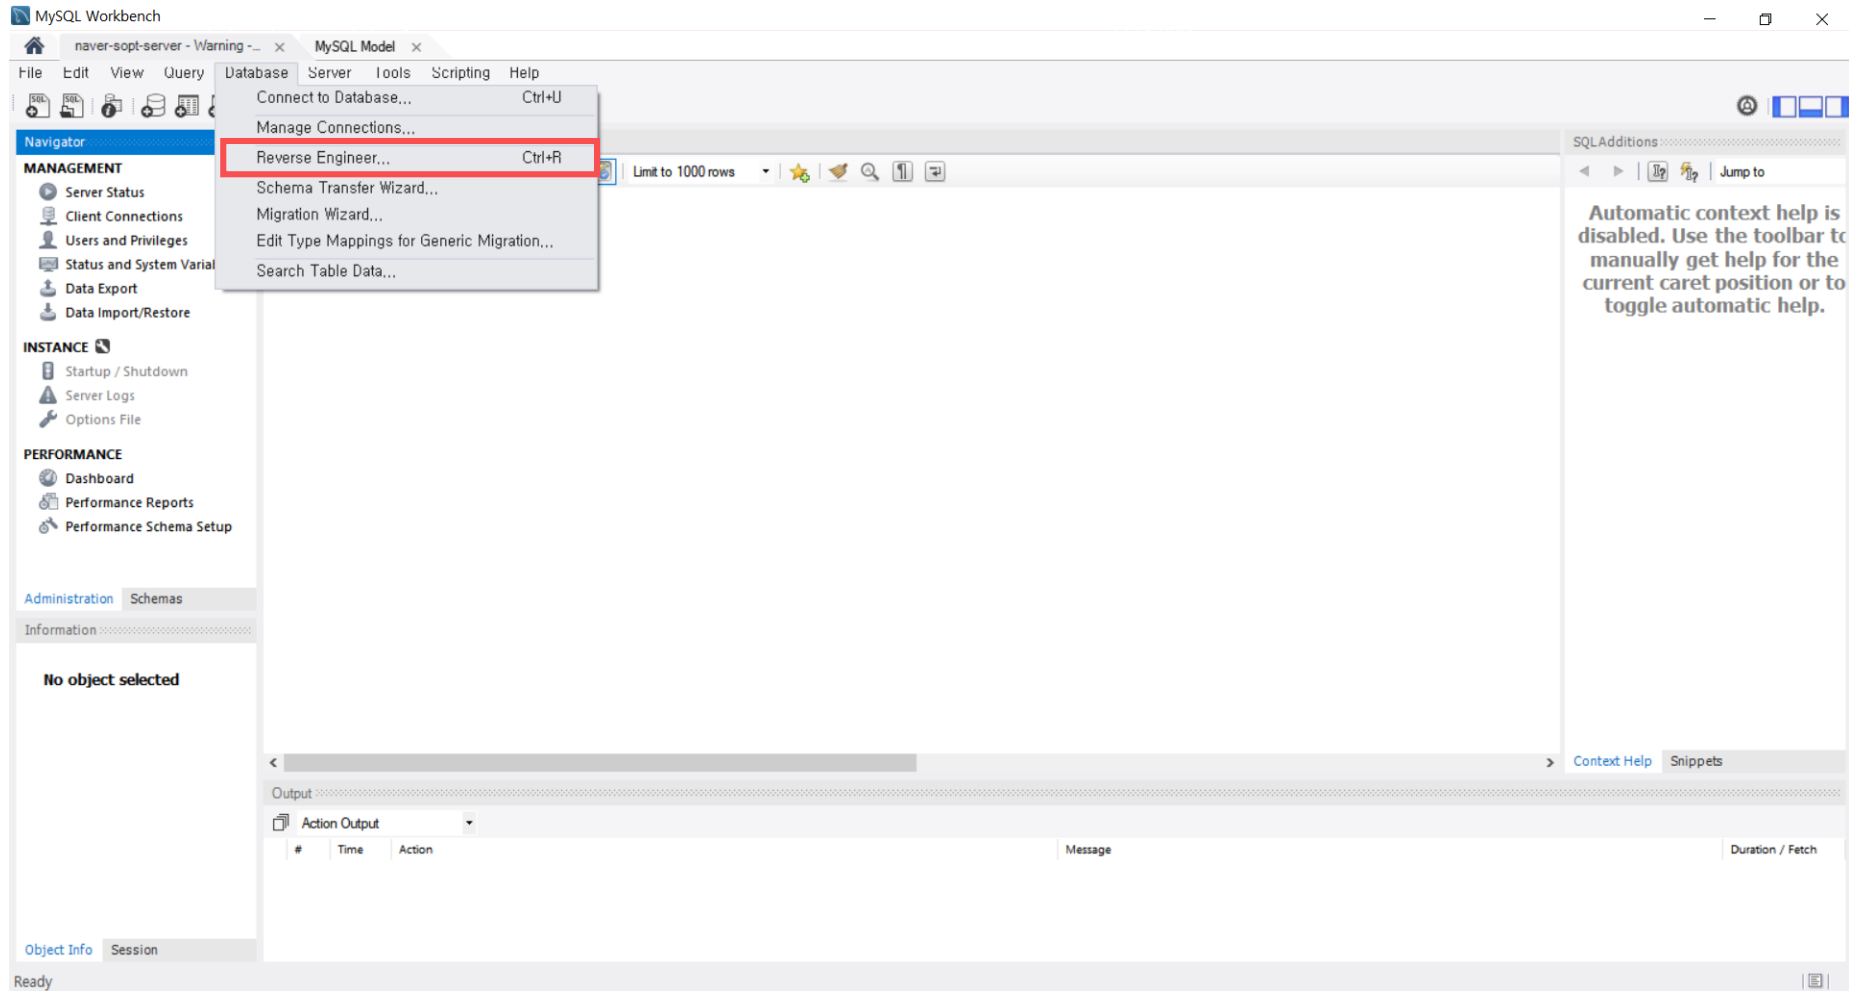 MySQL Workbench
naver-sopt-server - Warning -... MySQL Model
File Edit View Query Database Server Tools Scripting Help
Connect to Database... Ctrl+U
Manage Connections...
Reverse Engineer... Ctrl+R
Schema Transfer Wizard...
Migration Wizard...
Edit Type Mappings for Generic Migration...
Search Table Data...
Limit to 1000 rows
Navigator
MANAGEMENT
Server Status
Client Connections
Users and Privileges
Status and System Varial
Data Export
Data Import/Restore
INSTANCE
Startup / Shutdown
Server Logs
Options File
PERFORMANCE
Dashboard
Performance Reports
Performance Schema Setup
Administration Schemas
Information
No object selected
Object Info Session
SQLAdditions
Jump to
Automatic context help is
disabled. Use the toolbar to
manually get help for the
current caret position or to
toggle automatic help.
Context Help Snippets
Output
Action Output
# Time Action Message Duration / Fetch
Ready